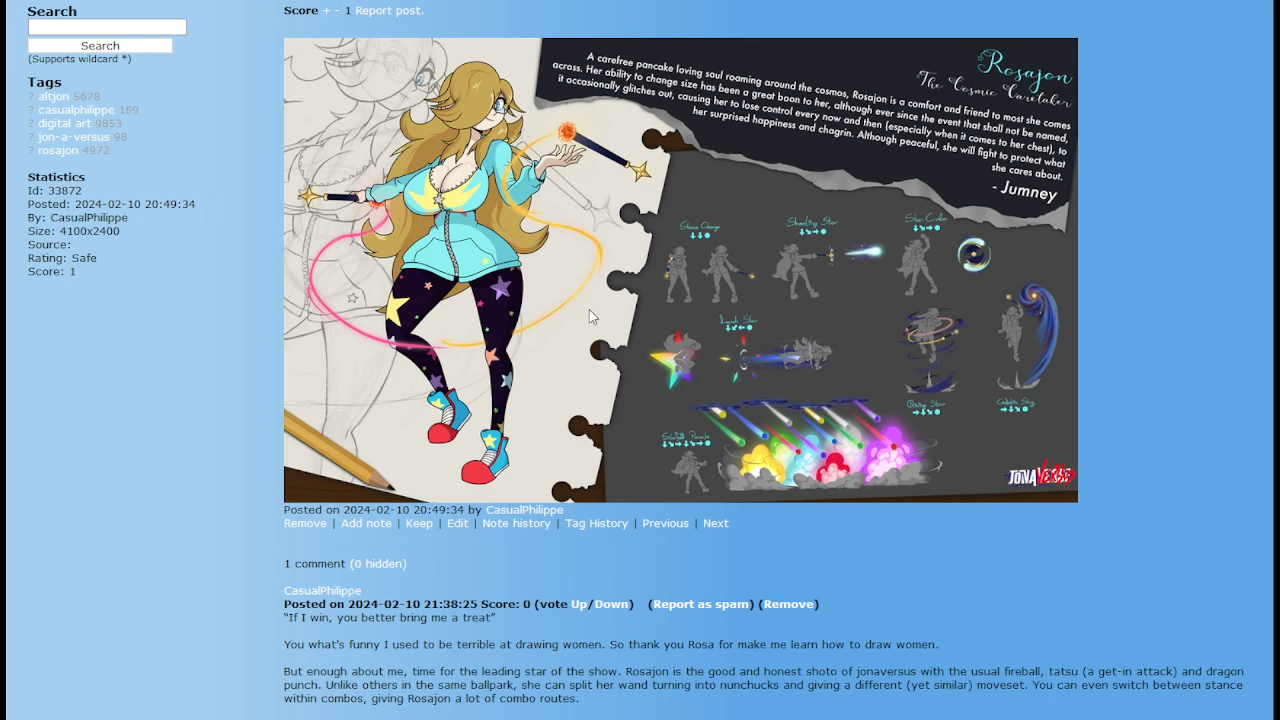 Search
Score + - 1 Report post.
Search
(Supports wildcard *)
Tags
? altjon 5678
? casualphilippe 169
? digital art 9853
? jon-a-versus 98
? rosajon 4972
Statistics
Id: 33872
Posted: 2024-02-10 20:49:34
By: CasualPhilippe
Size: 4100x2400
Source:
Rating: Safe
Score: 1
Rosajon
The Cosmic Caretaker
A carefree pancake loving soul roaming around the cosmos, Rosajon is a comfort and friend to most she comes
across. Her ability to change size has been a great boon to her, although ever since the event that shall not be named,
it occasionally glitches out, causing her to lose control every now and then (especially when it comes to her chest), to
her surprised happiness and chagrin. Although peaceful, she will fight to protect what
she cares about.
- Jumney
Stance Change
Shooting Star
Star Cutter
Launch Star
Starfall Parade
JONAVERSUS
Posted on 2024-02-10 20:49:34 by CasualPhilippe
Remove | Add note | Keep | Edit | Note history | Tag History | Previous | Next
1 comment (0 hidden)
CasualPhilippe
Posted on 2024-02-10 21:38:25 Score: 0 (vote Up/Down) (Report as spam) (Remove)
“If I win, you better bring me a treat”
You what’s funny I used to be terrible at drawing women. So thank you Rosa for make me learn how to draw women.
But enough about me, time for the leading star of the show. Rosajon is the good and honest shoto of jonaversus with the usual fireball, tatsu (a get-in attack) and dragon
punch. Unlike others in the same ballpark, she can split her wand turning into nunchucks and giving a different (yet similar) moveset. You can even switch between stance
within combos, giving Rosajon a lot of combo routes.